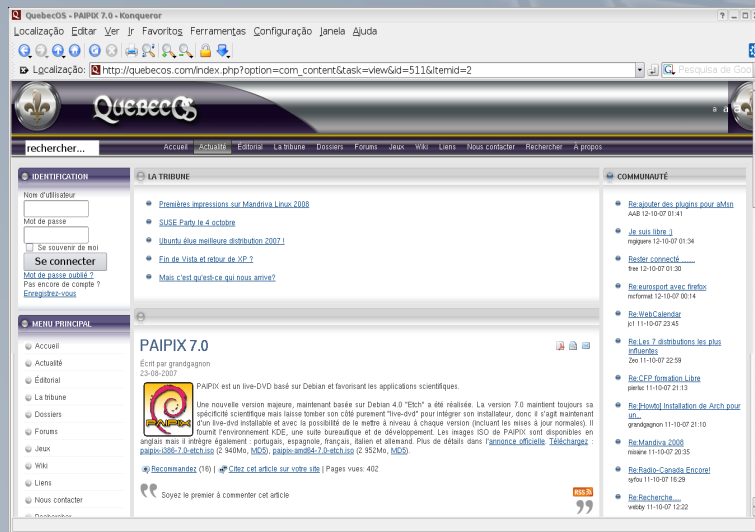 QuebecOS - PAIPIX 7.0 - Konqueror
Localização Editar Ver Ir Favoritos Ferramentas Configuração Janela Ajuda
Localização: http://quebecos.com/index.php?option=com_content&task=view&id=511&Itemid=2
Pesquisa de Goo
QUEBECOS
a a a
rechercher...
Accueil Actualité Éditorial La tribune Dossiers Forums Jeux Wiki Liens Nous contacter Rechercher À propos
IDENTIFICATION
Nom d'utilisateur
Mot de passe
Se souvenir de moi
Se connecter
Mot de passe oublié ?
Pas encore de compte ?
Enregistrez-vous
MENU PRINCIPAL
Accueil
Actualité
Éditorial
La tribune
Dossiers
Forums
Jeux
Wiki
Liens
Nous contacter
Rechercher
LA TRIBUNE
Premières impressions sur Mandriva Linux 2008
SUSE Party le 4 octobre
Ubuntu élue meilleure distribution 2007 !
Fin de Vista et retour de XP ?
Mais c'est qu'est-ce qui nous arrive?
PAIPIX 7.0
Écrit par grandgagnon
23-08-2007
PAIPIX
PAIPIX est un live-DVD basé sur Debian et favorisant les applications scientifiques.
Une nouvelle version majeure, maintenant basée sur Debian 4.0 "Etch" a été réalisée. La version 7.0 maintient toujours sa
spécificité scientifique mais laisse tomber son côté purement "live-dvd" pour intégrer son installateur, donc il s'agit maintenant
d'un live-dvd installable et avec la possibilité de le mettre à niveau à chaque version (incluant les mises à jour normales). Il
fournit l'environnement KDE, une suite bureautique et de développement. Les images ISO de PAIPIX sont disponibles en
anglais mais il intrègre également : portugais, espagnole, français, italien et allemand. Plus de détails dans l'annonce officielle. Téléchargez :
paipix-i386-7.0-etch.iso (2 940Mo, MD5), paipix-amd64-7.0-etch.iso (2 952Mo, MD5).
Recommandez (16) | Citez cet article sur votre site | Pages vues: 402
Soyez le premier à commenter cet article
RSS
COMMUNAUTÉ
Re:ajouter des plugins pour aMsn
AAB 12-10-07 01:41
Je suis libre :)
mgiguere 12-10-07 01:34
Rester connecté ........
free 12-10-07 01:30
Re:eurosport avec firefox
mcformat 12-10-07 00:14
Re:WebCalendar
jc1 11-10-07 23:45
Re:Les 7 distributions les plus
influentes
Zeo 11-10-07 22:59
Re:CFP formation Libre
pierlux 11-10-07 21:13
Re:[Howto] Installation de Arch pour
un...
grandgagnon 11-10-07 21:10
Re:Mandiva 2008
11-10-07 20:35
Re:Radio-Canada Encore!
syfou 11-10-07 16:29
Re:Recherche.....
webby 11-10-07 12:22